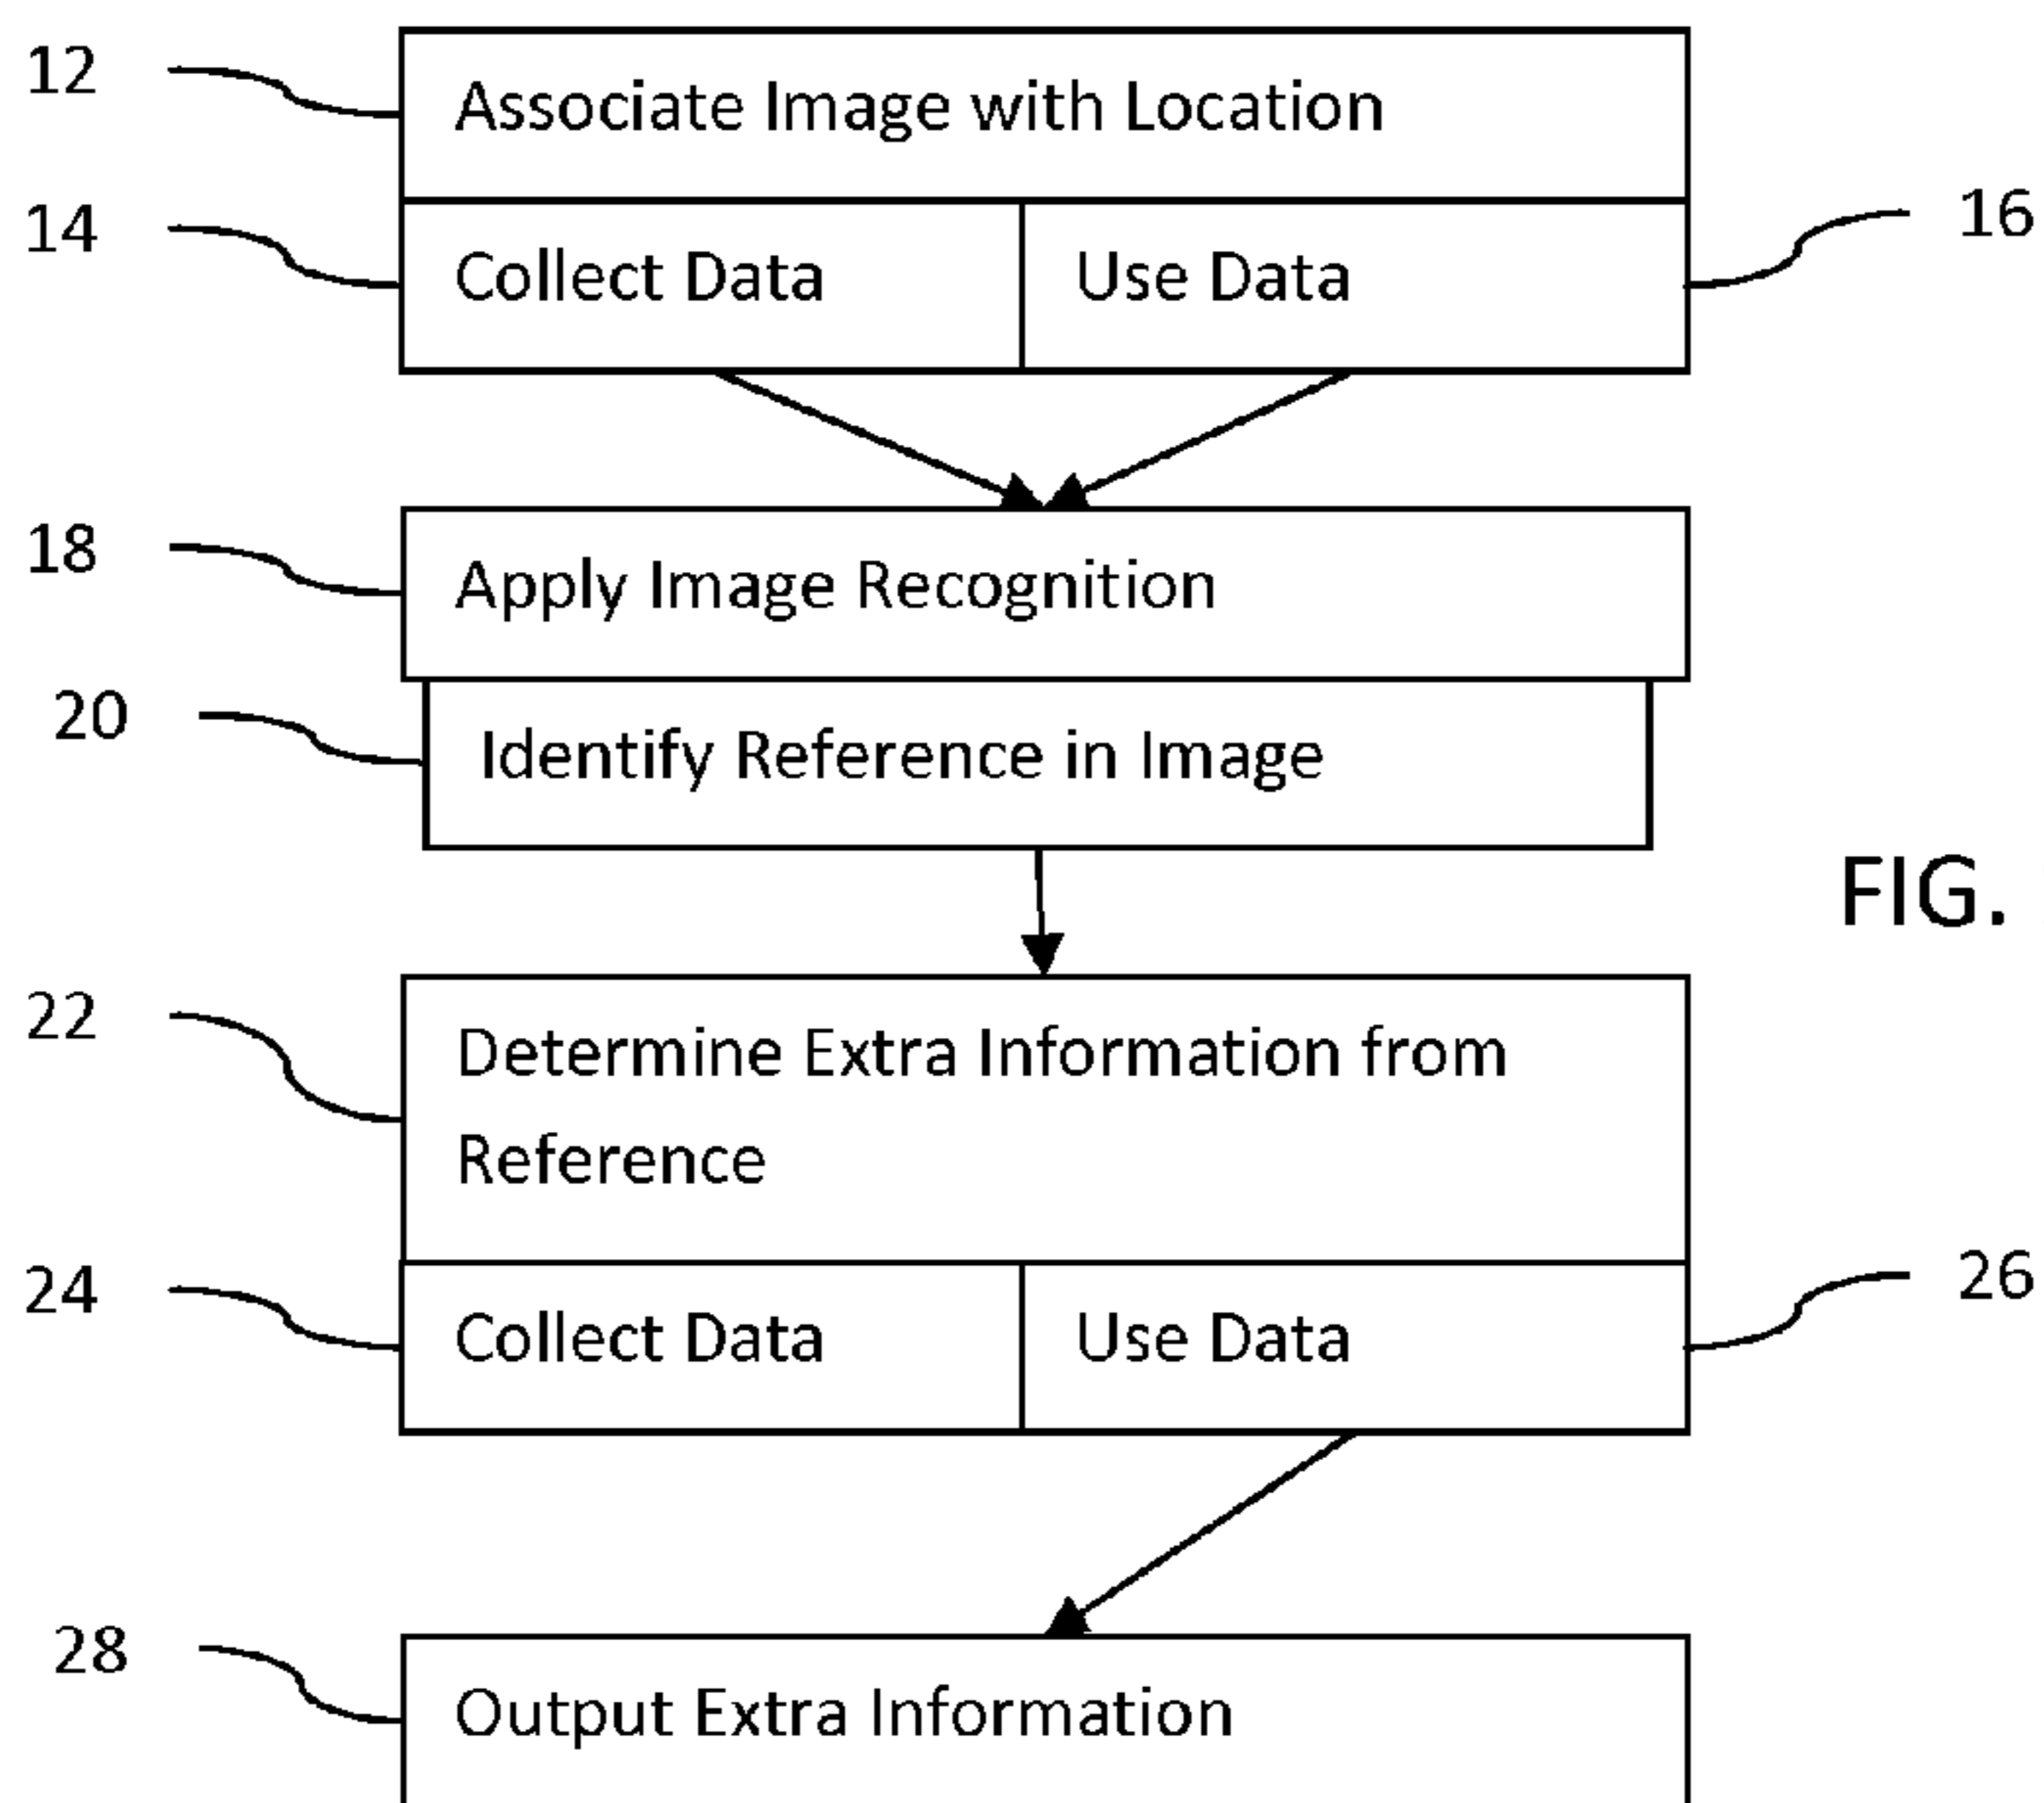 12
Associate Image with Location
14
Collect Data
Use Data
16
18
Apply Image Recognition
20
Identify Reference in Image
FIG.
22
Determine Extra Information from
Reference
24
Collect Data
Use Data
26
28
Output Extra Information